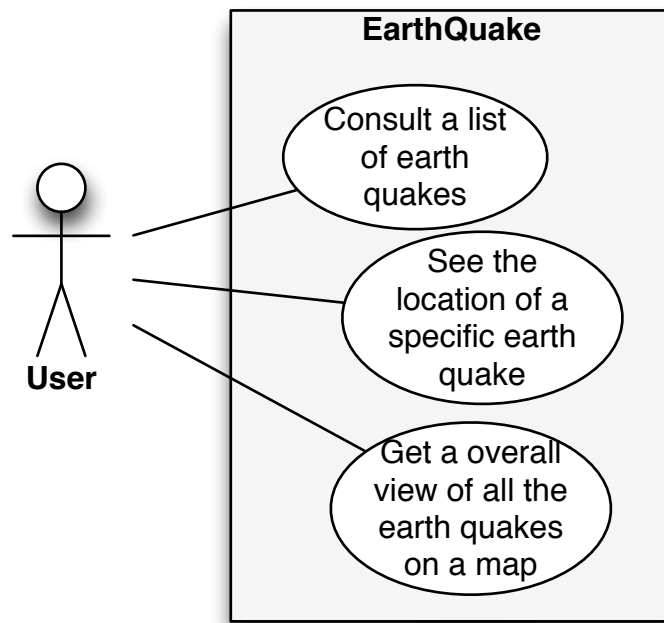 EarthQuake
Consult a list
of earth
quakes
See the
location of a
specific earth
quake
User
Get a overall
view of all the
earth quakes
on a map